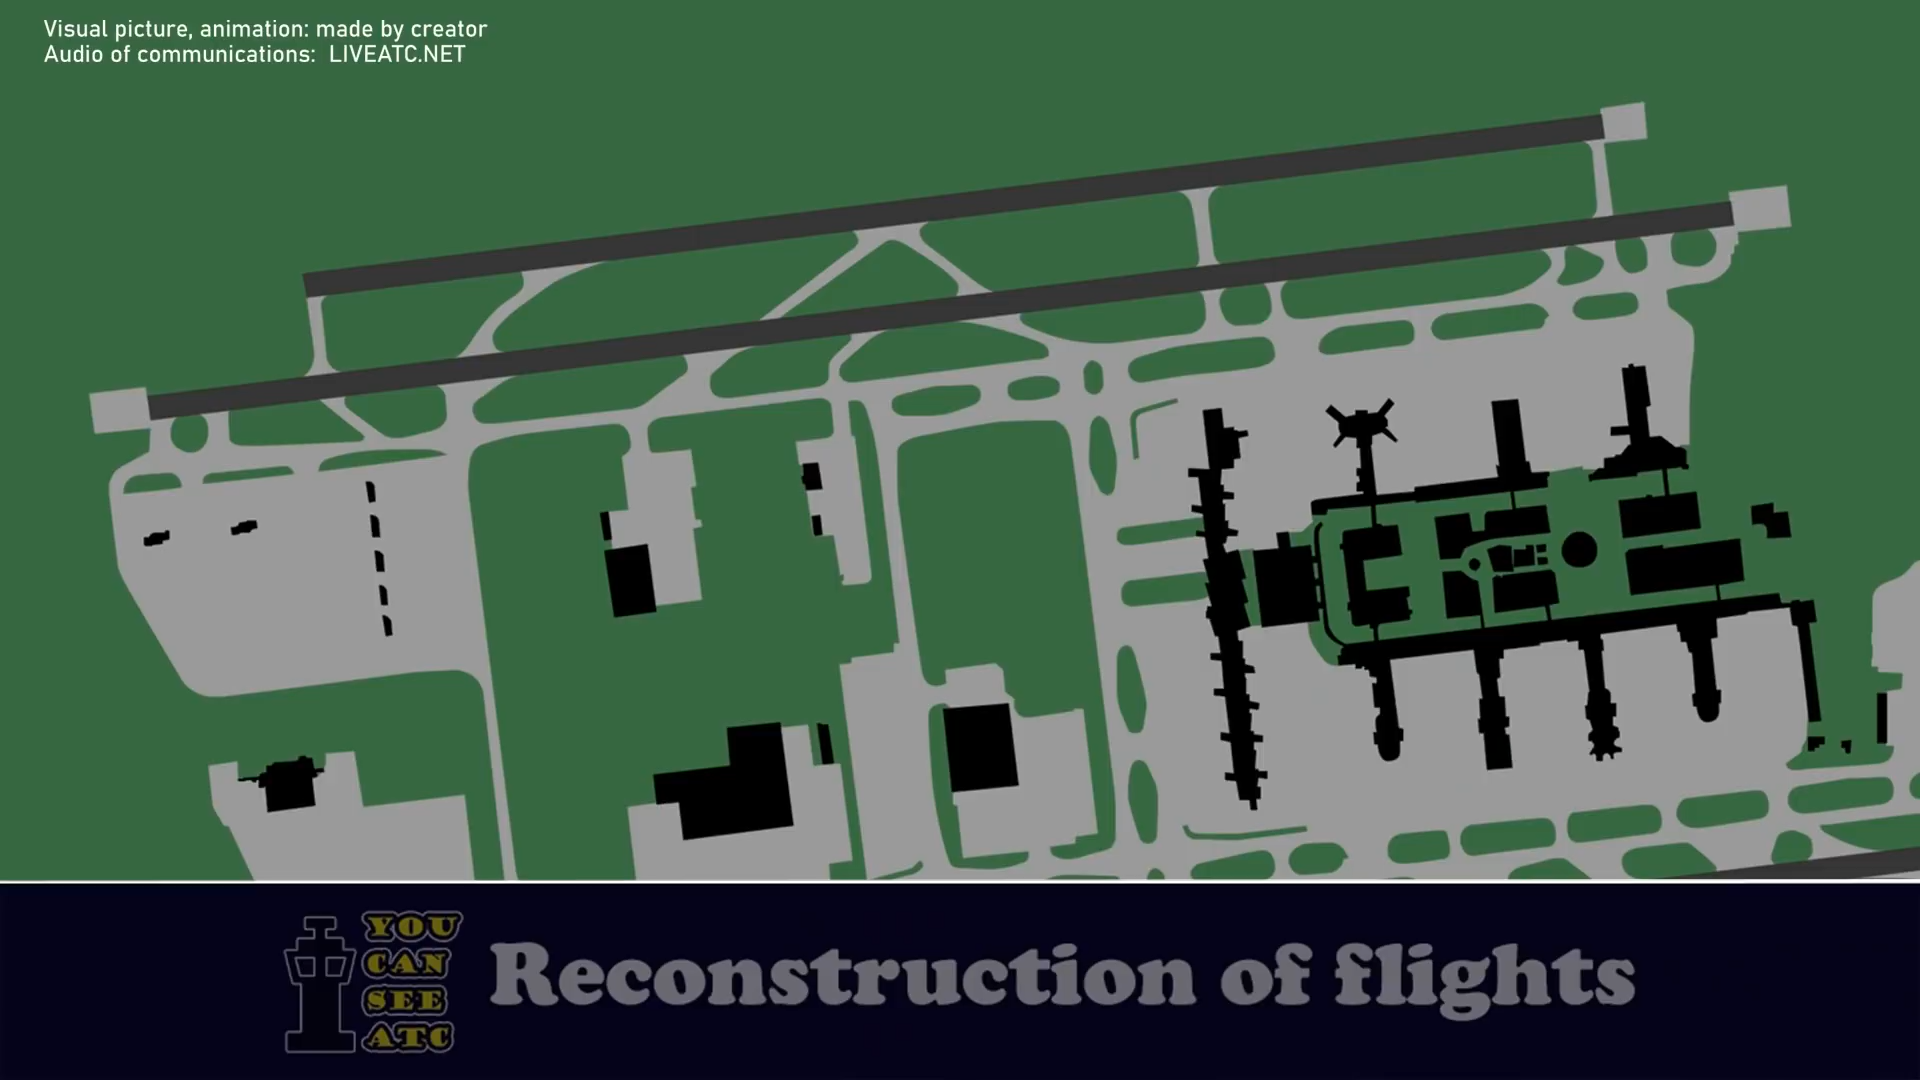 Visual picture, animation: made by creator
Audio of communications: LIVEATC.NET
YOU
CAN
SEE
ATC
Reconstruction of flights